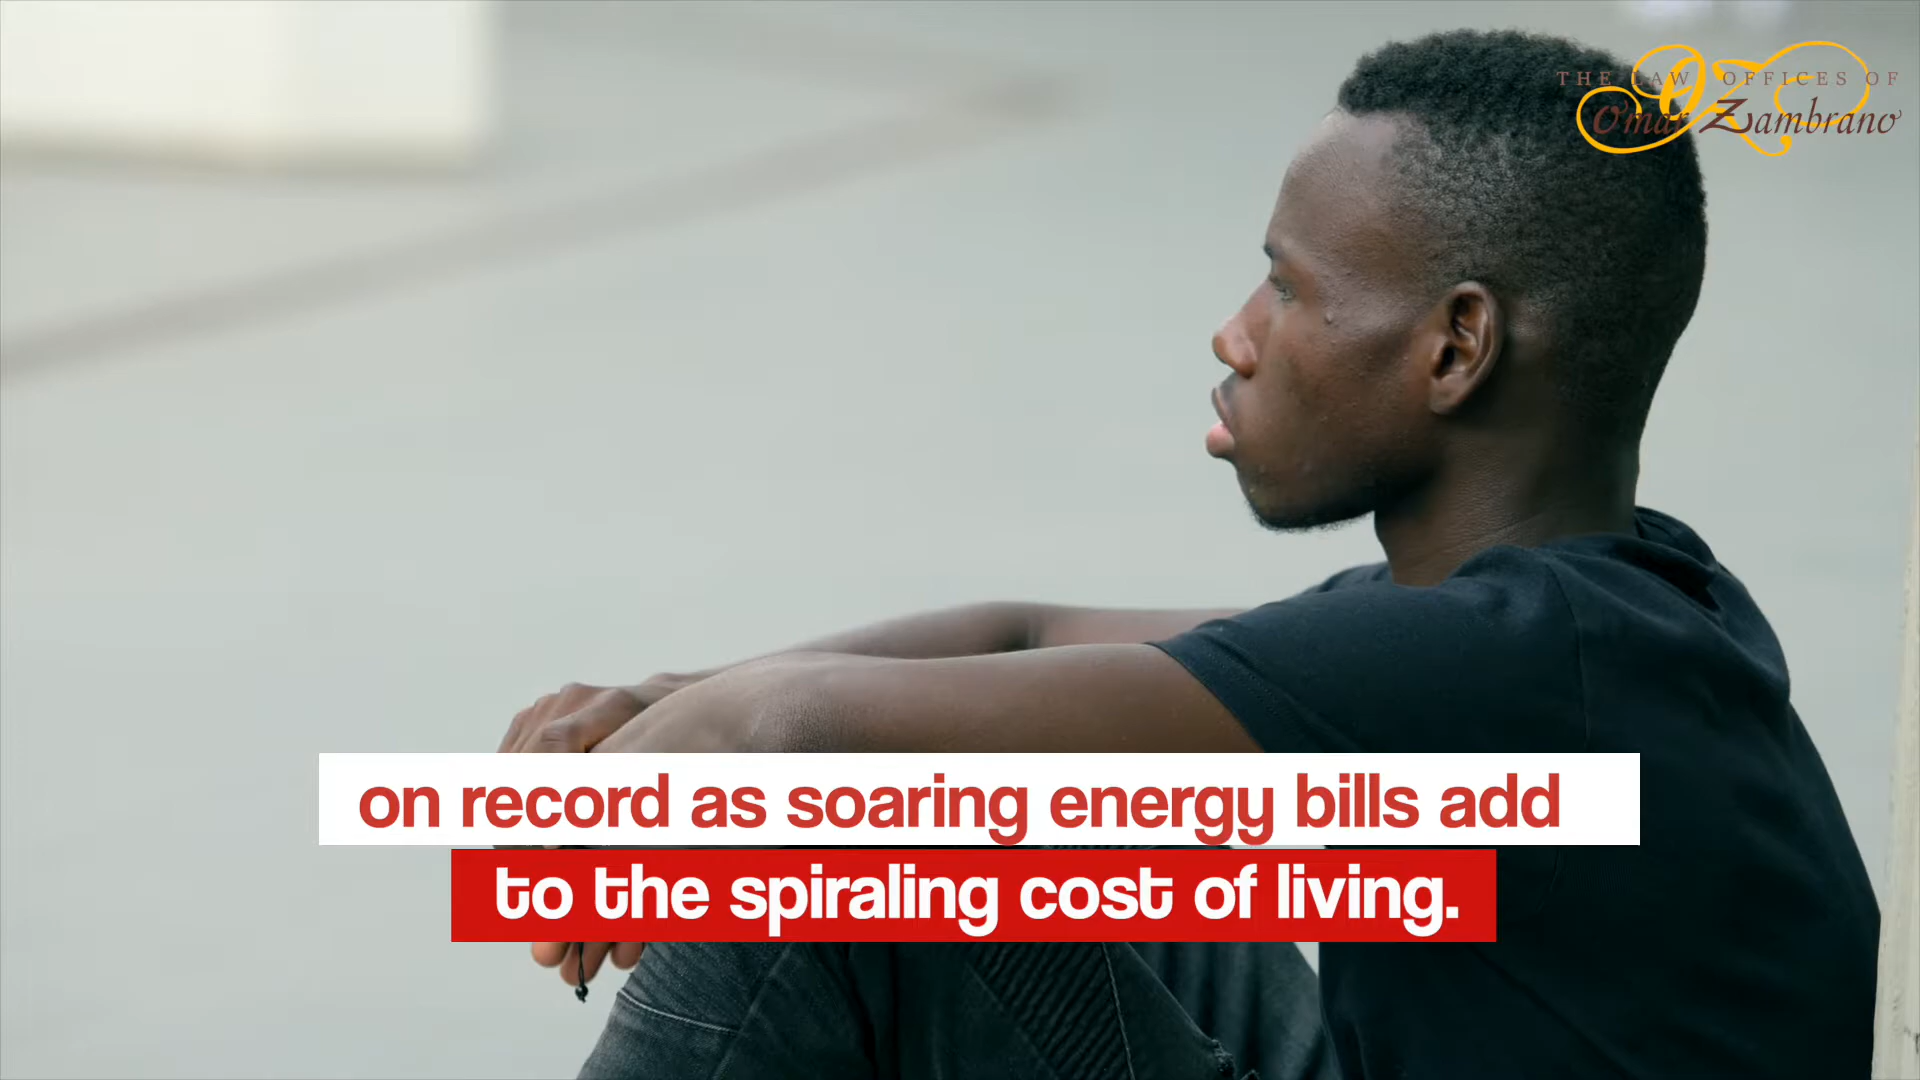 THE LAW OFFICES OF
Omar Zambrano
on record as soaring energy bills add
to the spiraling cost of living.